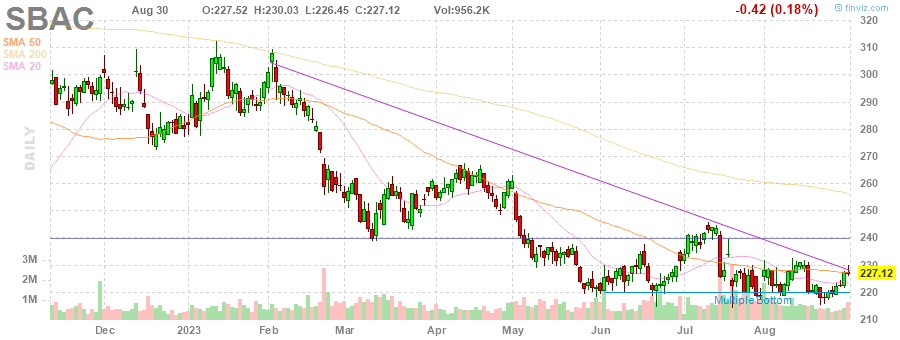 SBAC Aug 30 O:227.52 H:230.03 L:226.45 C:227.12 Vol:956.2K -0.42 (0.18%) © finviz.com
SMA 50
SMA 200
SMA 20
DAILY
320
310
300
290
280
270
260
250
240
230
227.12
220
210
3M
2M
1M
Multiple Bottom
Dec 2023 Feb Mar Apr May Jun Jul Aug